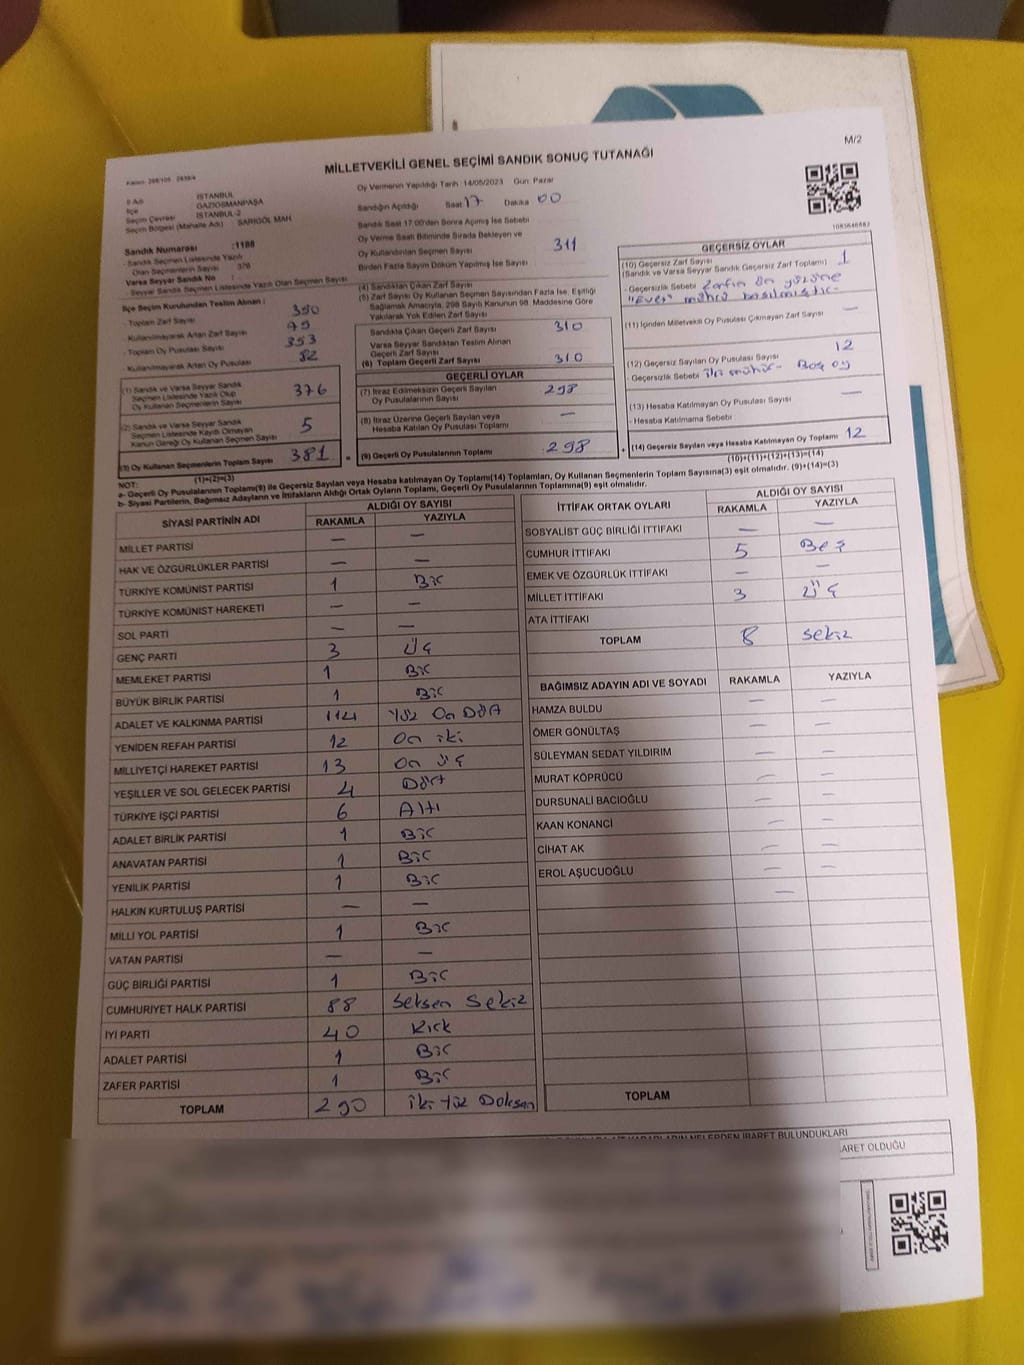 M/2
MİLLETVEKİLİ GENEL SEÇİMİ SANDIK SONUÇ TUTANAĞI
İl Adı İSTANBUL
İlçe GAZİOSMANPAŞA
Seçim Çevresi İSTANBUL-2
Seçim Bölgesi (Mahalle Adı) SARIGÖL MAH.
Sandık Numarası :1188
- Sandık Seçmen Listesinde Yazılı
Olan Seçmenlerin Sayısı : 376
Varsa Seyyar Sandık No :
- Seyyar Sandık Seçmen Listesinde Yazılı Olan Seçmen Sayısı
İlçe Seçim Kurulundan Teslim Alınan :
- Toplam Zarf Sayısı 390
- Kullanılmayarak Artan Zarf Sayısı 79
- Toplam Oy Pusulası Sayısı 393
- Kullanılmayarak Artan Oy Pusulası 82
(1) Sandık ve Varsa Seyyar Sandık
Seçmen Listesinde Yazılı Olup
Oy Kullanan Seçmenlerin Sayısı 376
(2) Sandık ve Varsa Seyyar Sandık
Seçmen Listesinde Kayıtlı Olmayan
Kanun Gereği Oy Kullanan Seçmen Sayısı 5
(3) Oy Kullanan Seçmenlerin Toplam Sayısı 381
(1)+(2)=(3)
Oy Vermenin Yapıldığı Tarih :14/05/2023 Gün: Pazar
Sandığın Açıldığı Saat 17 Dakika 00
Sandık Saat 17:00'den Sonra Açılmış İse Sebebi
Oy Verme Saati Bitiminde Sırada Bekleyen ve
Oy Kullandırılan Seçmen Sayısı 311
Birden Fazla Sayım Döküm Yapılmış İse Sayısı
(4) Sandıktan Çıkan Zarf Sayısı
(5) Zarf Sayısı Oy Kullanan Seçmen Sayısından Fazla İse, Eşitliği
Sağlamak Amacıyla, 298 Sayılı Kanunun 98. Maddesine Göre
Yakılarak Yok Edilen Zarf Sayısı
Sandıkta Çıkan Geçerli Zarf Sayısı 310
Varsa Seyyar Sandıktan Teslim Alınan
Geçerli Zarf Sayısı
(6) Toplam Geçerli Zarf Sayısı 310
GEÇERLİ OYLAR
(7) İtiraz Edilmeksizin Geçerli Sayılan
Oy Pusulasının Sayısı 298
(8) İtiraz Üzerine Geçerli Sayılan veya
Hesaba Katılan Oy Pusulası Toplamı —
(9) Geçerli Oy Pusulalarının Toplamı 298
1085646687
GEÇERSİZ OYLAR
(10) Geçersiz Zarf Sayısı
(Sandık ve Varsa Seyyar Sandık Geçersiz Zarf Toplamı) 1
- Geçersizlik Sebebi Zarfın ön yüzüne
"Evet" mührü basılmıştır.
(11) İçinden Milletvekili Oy Pusulası Çıkmayan Zarf Sayısı —
(12) Geçersiz Sayılan Oy Pusulası Sayısı 12
- Geçersizlik Sebebi iki mühür - Boş oy
(13) Hesaba Katılmayan Oy Pusulası Sayısı —
- Hesaba Katılmama Sebebi
(14) Geçersiz Sayılan veya Hesaba Katılmayan Oy Toplamı 12
(10)+(11)+(12)+(13)=(14)
NOT:
a- Geçerli Oy Pusulalarının Toplamı(9) ile Geçersiz Sayılan veya Hesaba katılmayan Oy Toplamı(14) Toplamları, Oy Kullanan Seçmenlerin Toplam Sayısına(3) eşit olmalıdır. (9)+(14)=(3)
b- Siyasi Partilerin, Bağımsız Adayların ve İttifakların Aldığı Ortak Oyların Toplamı, Geçerli Oy Pusulalarının Toplamına(9) eşit olmalıdır.
SİYASİ PARTİNİN ADI ALDIĞI OY SAYISI
RAKAMLA YAZIYLA
MİLLET PARTİSİ — —
HAK VE ÖZGÜRLÜKLER PARTİSİ — —
TÜRKİYE KOMÜNİST PARTİSİ 1 Bir
TÜRKİYE KOMÜNİST HAREKETİ — —
SOL PARTİ — —
GENÇ PARTİ 3 Üç
MEMLEKET PARTİSİ 1 Bir
BÜYÜK BİRLİK PARTİSİ 1 Bir
ADALET VE KALKINMA PARTİSİ 114 Yüz On Dört
YENİDEN REFAH PARTİSİ 12 On iki
MİLLİYETÇİ HAREKET PARTİSİ 13 On üç
YEŞİLLER VE SOL GELECEK PARTİSİ 4 Dört
TÜRKİYE İŞÇİ PARTİSİ 6 Altı
ADALET BİRLİK PARTİSİ 1 Bir
ANAVATAN PARTİSİ 1 Bir
YENİLİK PARTİSİ 1 Bir
HALKIN KURTULUŞ PARTİSİ — —
MİLLİ YOL PARTİSİ 1 Bir
VATAN PARTİSİ — —
GÜÇ BİRLİĞİ PARTİSİ 1 Bir
CUMHURİYET HALK PARTİSİ 88 Seksen Sekiz
İYİ PARTİ 40 Kırk
ADALET PARTİSİ 1 Bir
ZAFER PARTİSİ 1 Bir
TOPLAM 290 iki Yüz Doksan
İTTİFAK ORTAK OYLARI ALDIĞI OY SAYISI
RAKAMLA YAZIYLA
SOSYALİST GÜÇ BİRLİĞİ İTTİFAKI — —
CUMHUR İTTİFAKI 5 Beş
EMEK VE ÖZGÜRLÜK İTTİFAKI — —
MİLLET İTTİFAKI 3 Üç
ATA İTTİFAKI
TOPLAM 8 sekiz
BAĞIMSIZ ADAYIN ADI VE SOYADI RAKAMLA YAZIYLA
HAMZA BULDU — —
ÖMER GÖNÜLTAŞ — —
SÜLEYMAN SEDAT YILDIRIM — —
MURAT KÖPRÜCÜ — —
DURSUNALİ BACIOĞLU — —
KAAN KONANCİ — —
CİHAT AK — —
EROL AŞUCUOĞLU — —
—
TOPLAM
NELERDEN İBARET BULUNDUKLARI
OLDUĞU